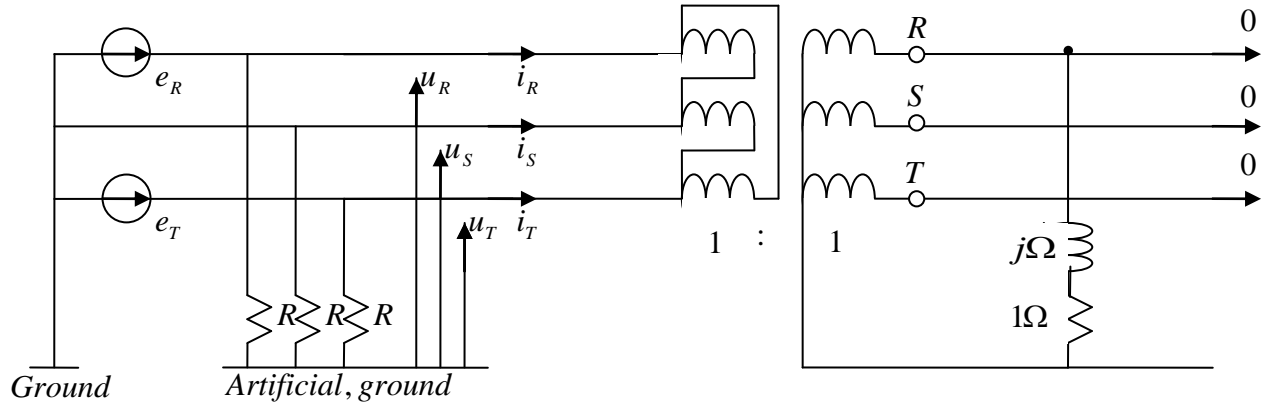 R 0
e_R u_R i_R
S 0
u_S i_S
T 0
e_T u_T i_T
1 : 1
jΩ
R R R 1Ω
Ground Artificial, ground